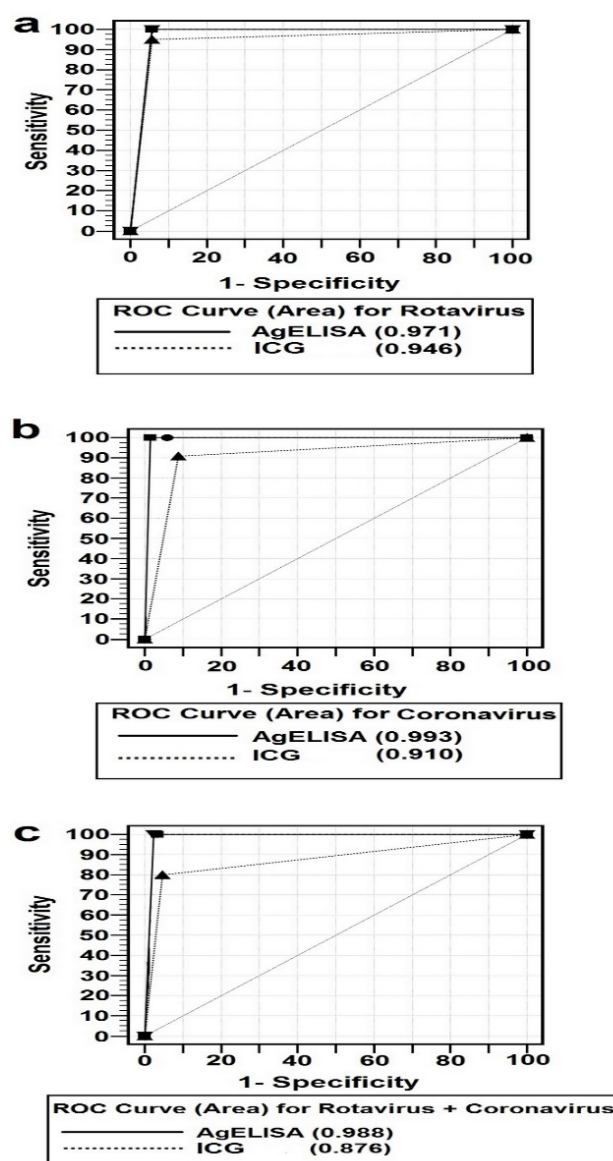 a
100
90
80
70
60
50
40
30
20
10
0
Sensitivity
0 20 40 60 80 100
1- Specificity
ROC Curve (Area) for Rotavirus
AgELISA (0.971)
ICG (0.946)
b
100
90
80
70
60
50
40
30
20
10
0
Sensitivity
0 20 40 60 80 100
1- Specificity
ROC Curve (Area) for Coronavirus
AgELISA (0.993)
ICG (0.910)
c
100
90
80
70
60
50
40
30
20
10
0
Sensitivity
0 20 40 60 80 100
1- Specificity
ROC Curve (Area) for Rotavirus + Coronavirus
AgELISA (0.988)
ICG (0.876)